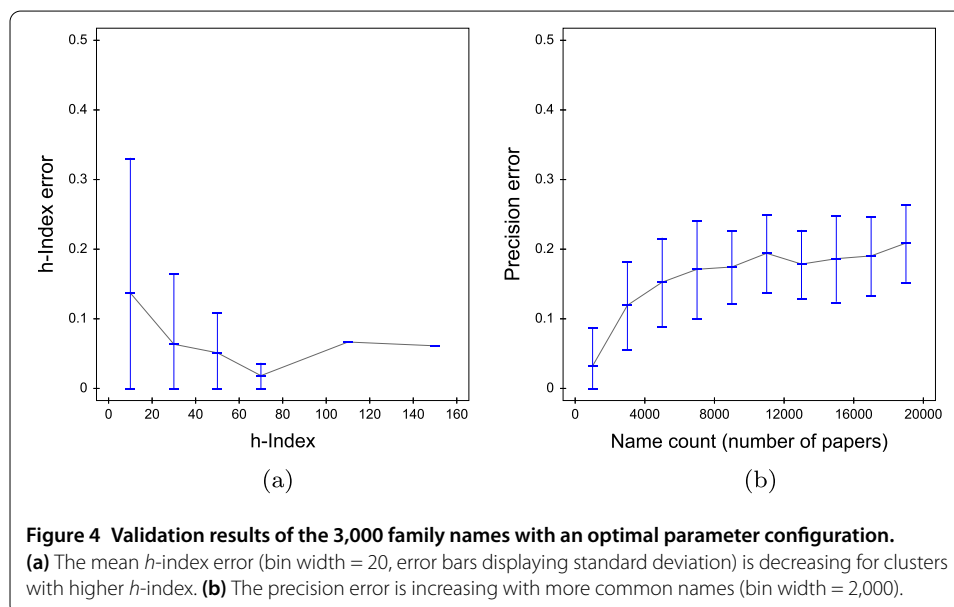 0.5
0.4
0.3
0.2
0.1
0
h-Index error
0 20 40 60 80 100 120 140 160
h-Index
(a)
0.5
0.4
0.3
0.2
0.1
0
Precision error
0 4000 8000 12000 16000 20000
Name count (number of papers)
(b)
Figure 4 Validation results of the 3,000 family names with an optimal parameter configuration.
(a) The mean h-index error (bin width = 20, error bars displaying standard deviation) is decreasing for clusters
with higher h-index. (b) The precision error is increasing with more common names (bin width = 2,000).